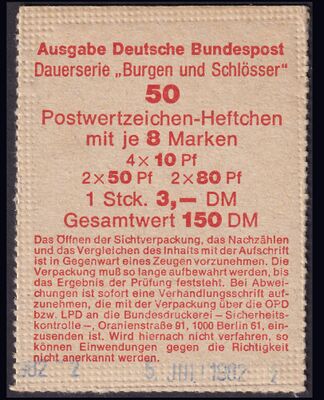 Ausgabe Deutsche Bundespost
Dauerserie „Burgen und Schlösser“
50
Postwertzeichen-Heftchen
mit je 8 Marken
4 x 10 Pf
2 x 50 Pf 2 x 80 Pf
1 Stck. 3,— DM
Gesamtwert 150 DM
Das Öffnen der Sichtverpackung, das Nachzählen
und das Vergleichen des Inhalts mit der Aufschrift
ist in Gegenwart eines Zeugen vorzunehmen. Die
Verpackung muß so lange aufbewahrt werden, bis
das Ergebnis der Prüfung feststeht. Bei Abwei-
chungen ist sofort eine Verhandlungsschrift auf-
zunehmen, die mit der Verpackung über die OPD
bzw. LPD an die Bundesdruckerei – Sicherheits-
kontrolle –, Oranienstraße 91, 1000 Berlin 61, ein-
zusenden ist. Wird hiernach nicht verfahren, so
können Einwendungen gegen die Richtigkeit
nicht anerkannt werden.
2 5. 2